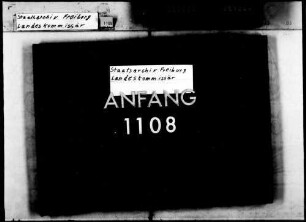 Staatsarchiv Freiburg
Landeskommissär
Staatsarchiv Freiburg
Landeskommissär
ANFANG
1108